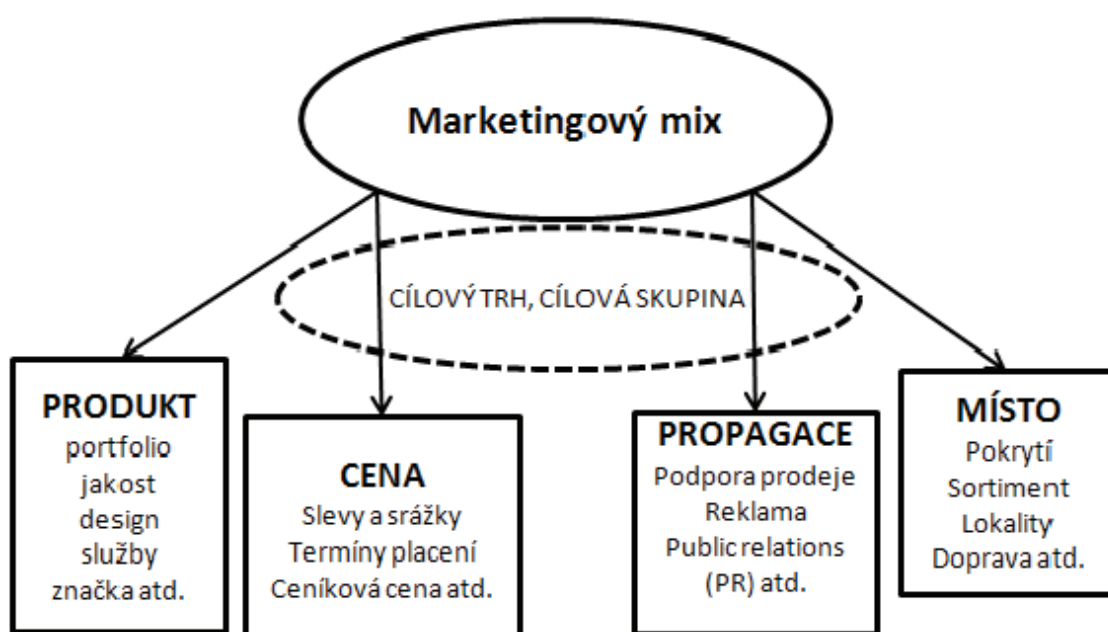 Marketingový mix
CÍLOVÝ TRH, CÍLOVÁ SKUPINA
PRODUKT
portfolio
jakost
design
služby
značka atd.
CENA
Slevy a srážky
Termíny placení
Ceníková cena atd.
PROPAGACE
Podpora prodeje
Reklama
Public relations
(PR) atd.
MÍSTO
Pokrytí
Sortiment
Lokality
Doprava atd.